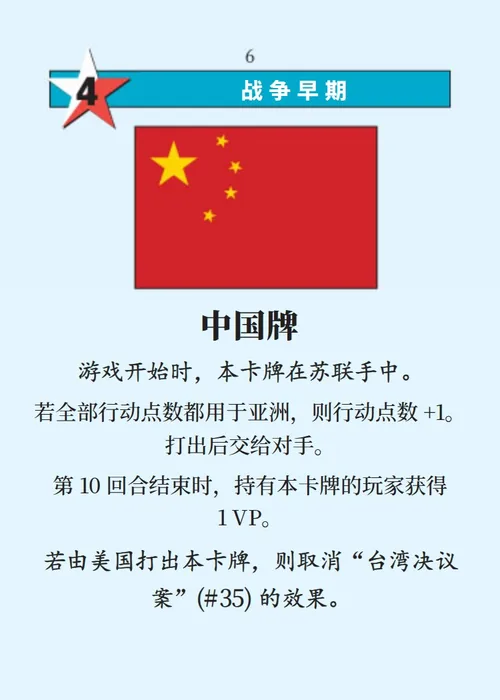 6
4
战争早期
中国牌
游戏开始时，本卡牌在苏联手中。
若全部行动点数都用于亚洲，则行动点数 +1。
打出后交给对手。
第 10 回合结束时，持有本卡牌的玩家获得
1 VP。
若由美国打出本卡牌，则取消“台湾决议
案”(#35) 的效果。